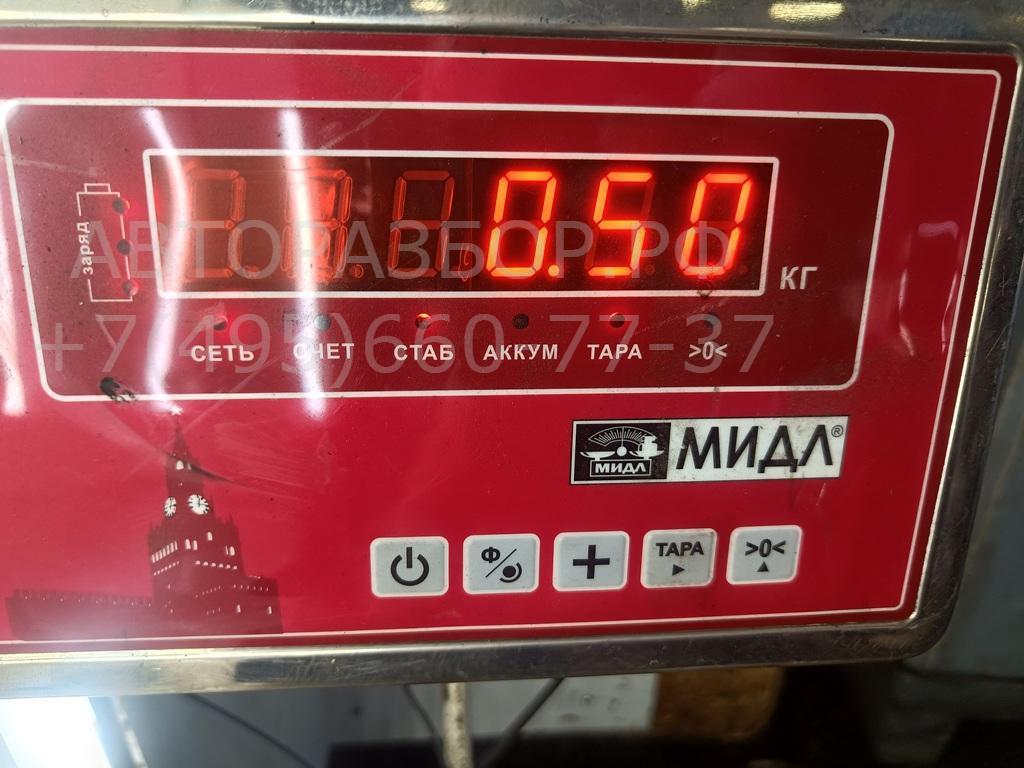 0.50
заряд
КГ
АВТОРАЗБОР.РФ
+7(495)660-77-37
СЕТЬ СЧЕТ СТАБ АККУМ ТАРА >0<
МИДЛ
МИДЛ®
Ф
ТАРА
>0<